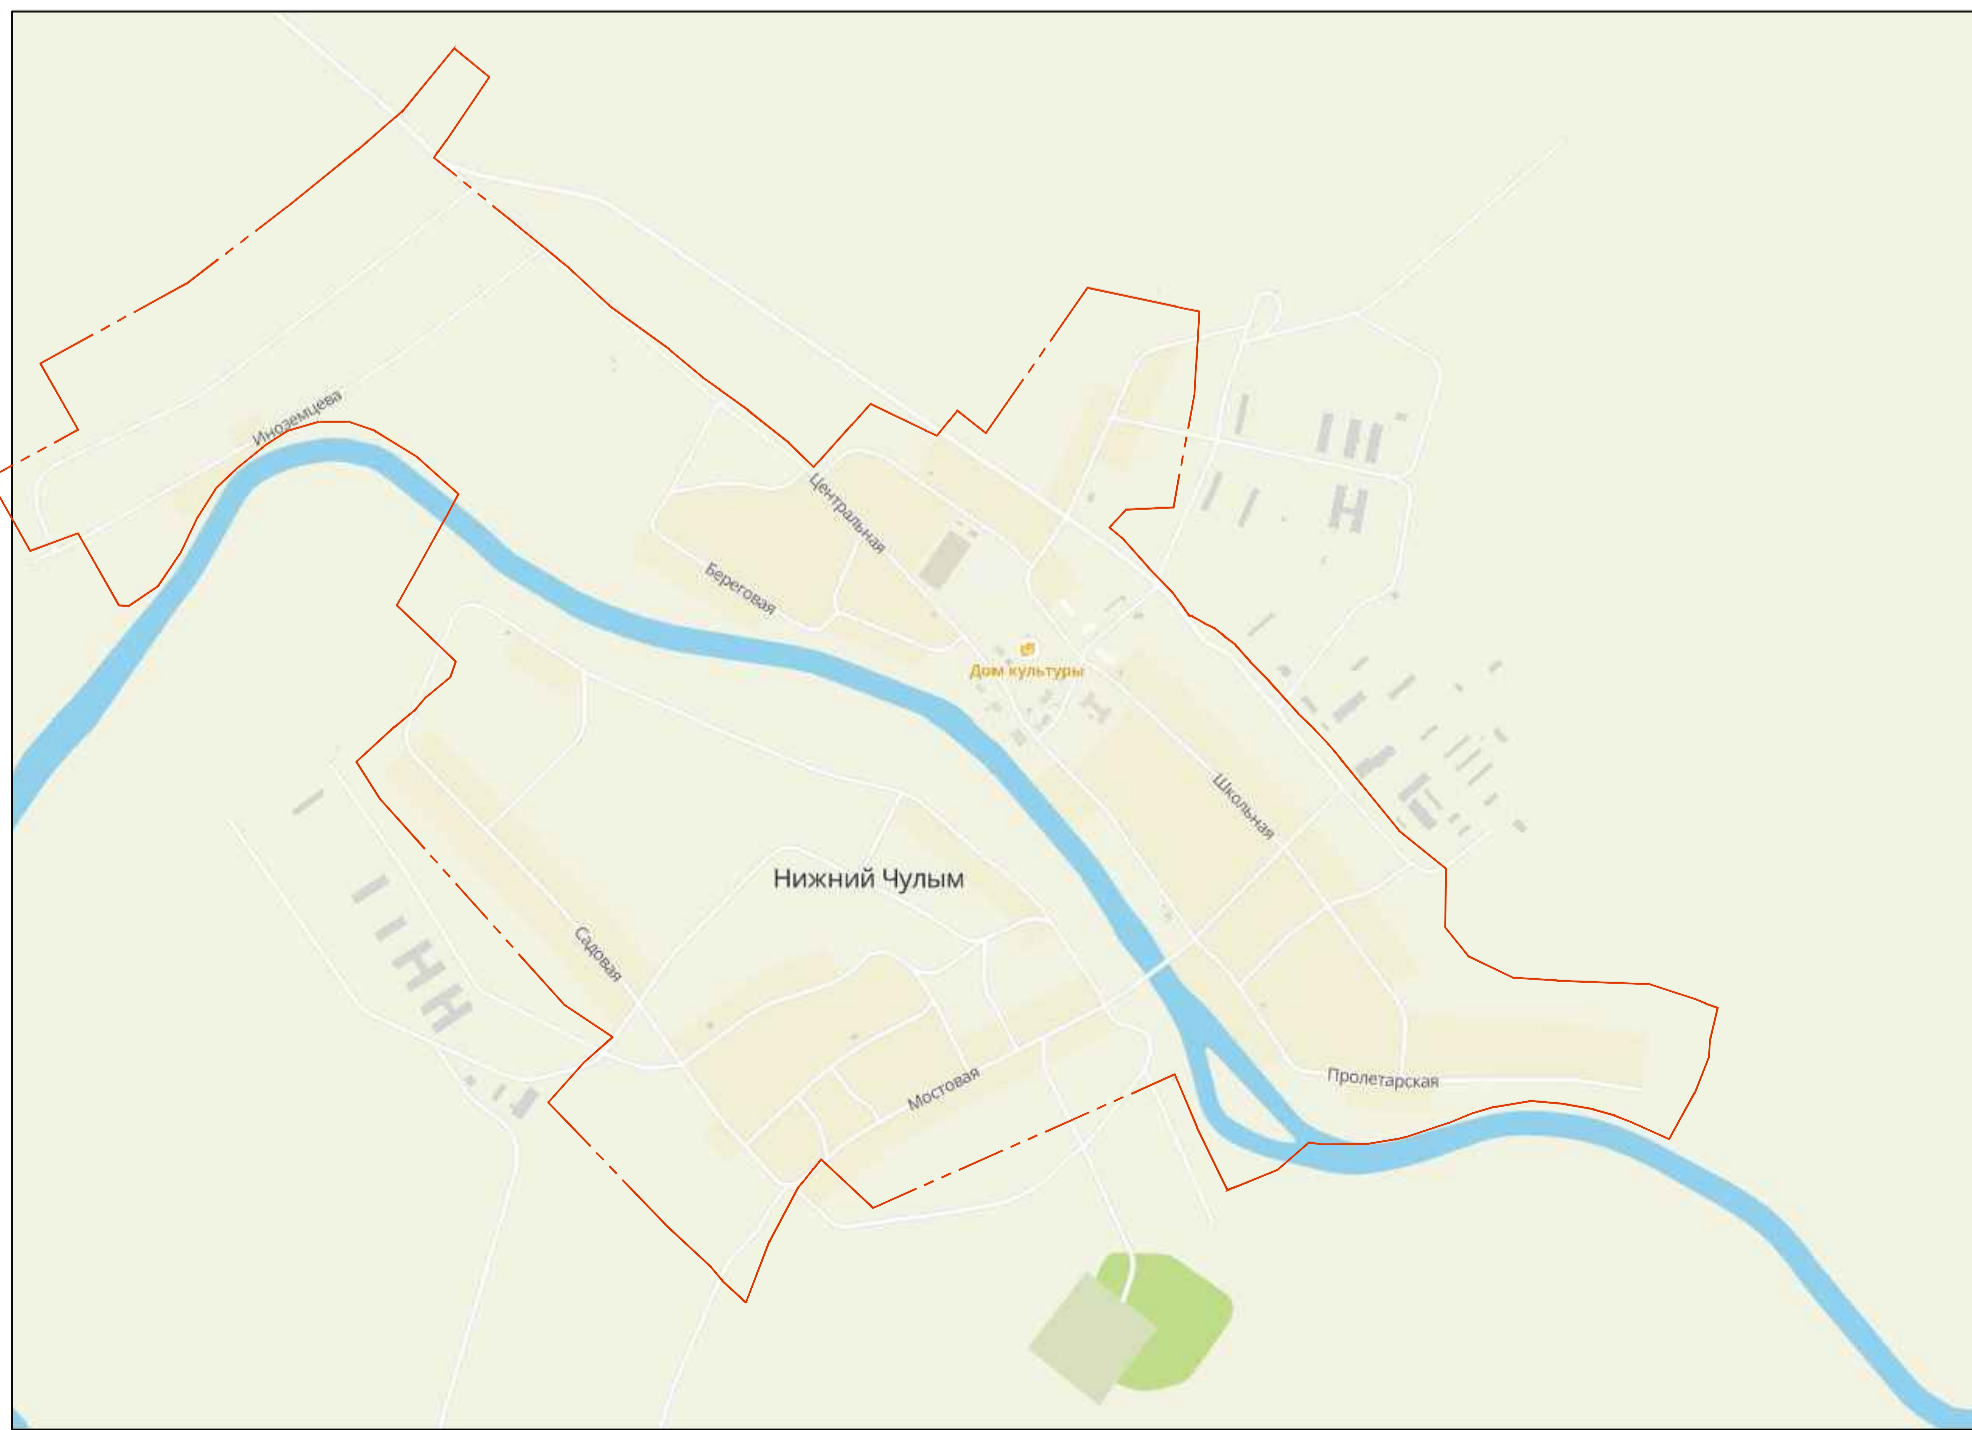 Иноземцева
Центральная
Береговая
Дом культуры
Школьная
Нижний Чулым
Садовая
Мостовая
Пролетарская